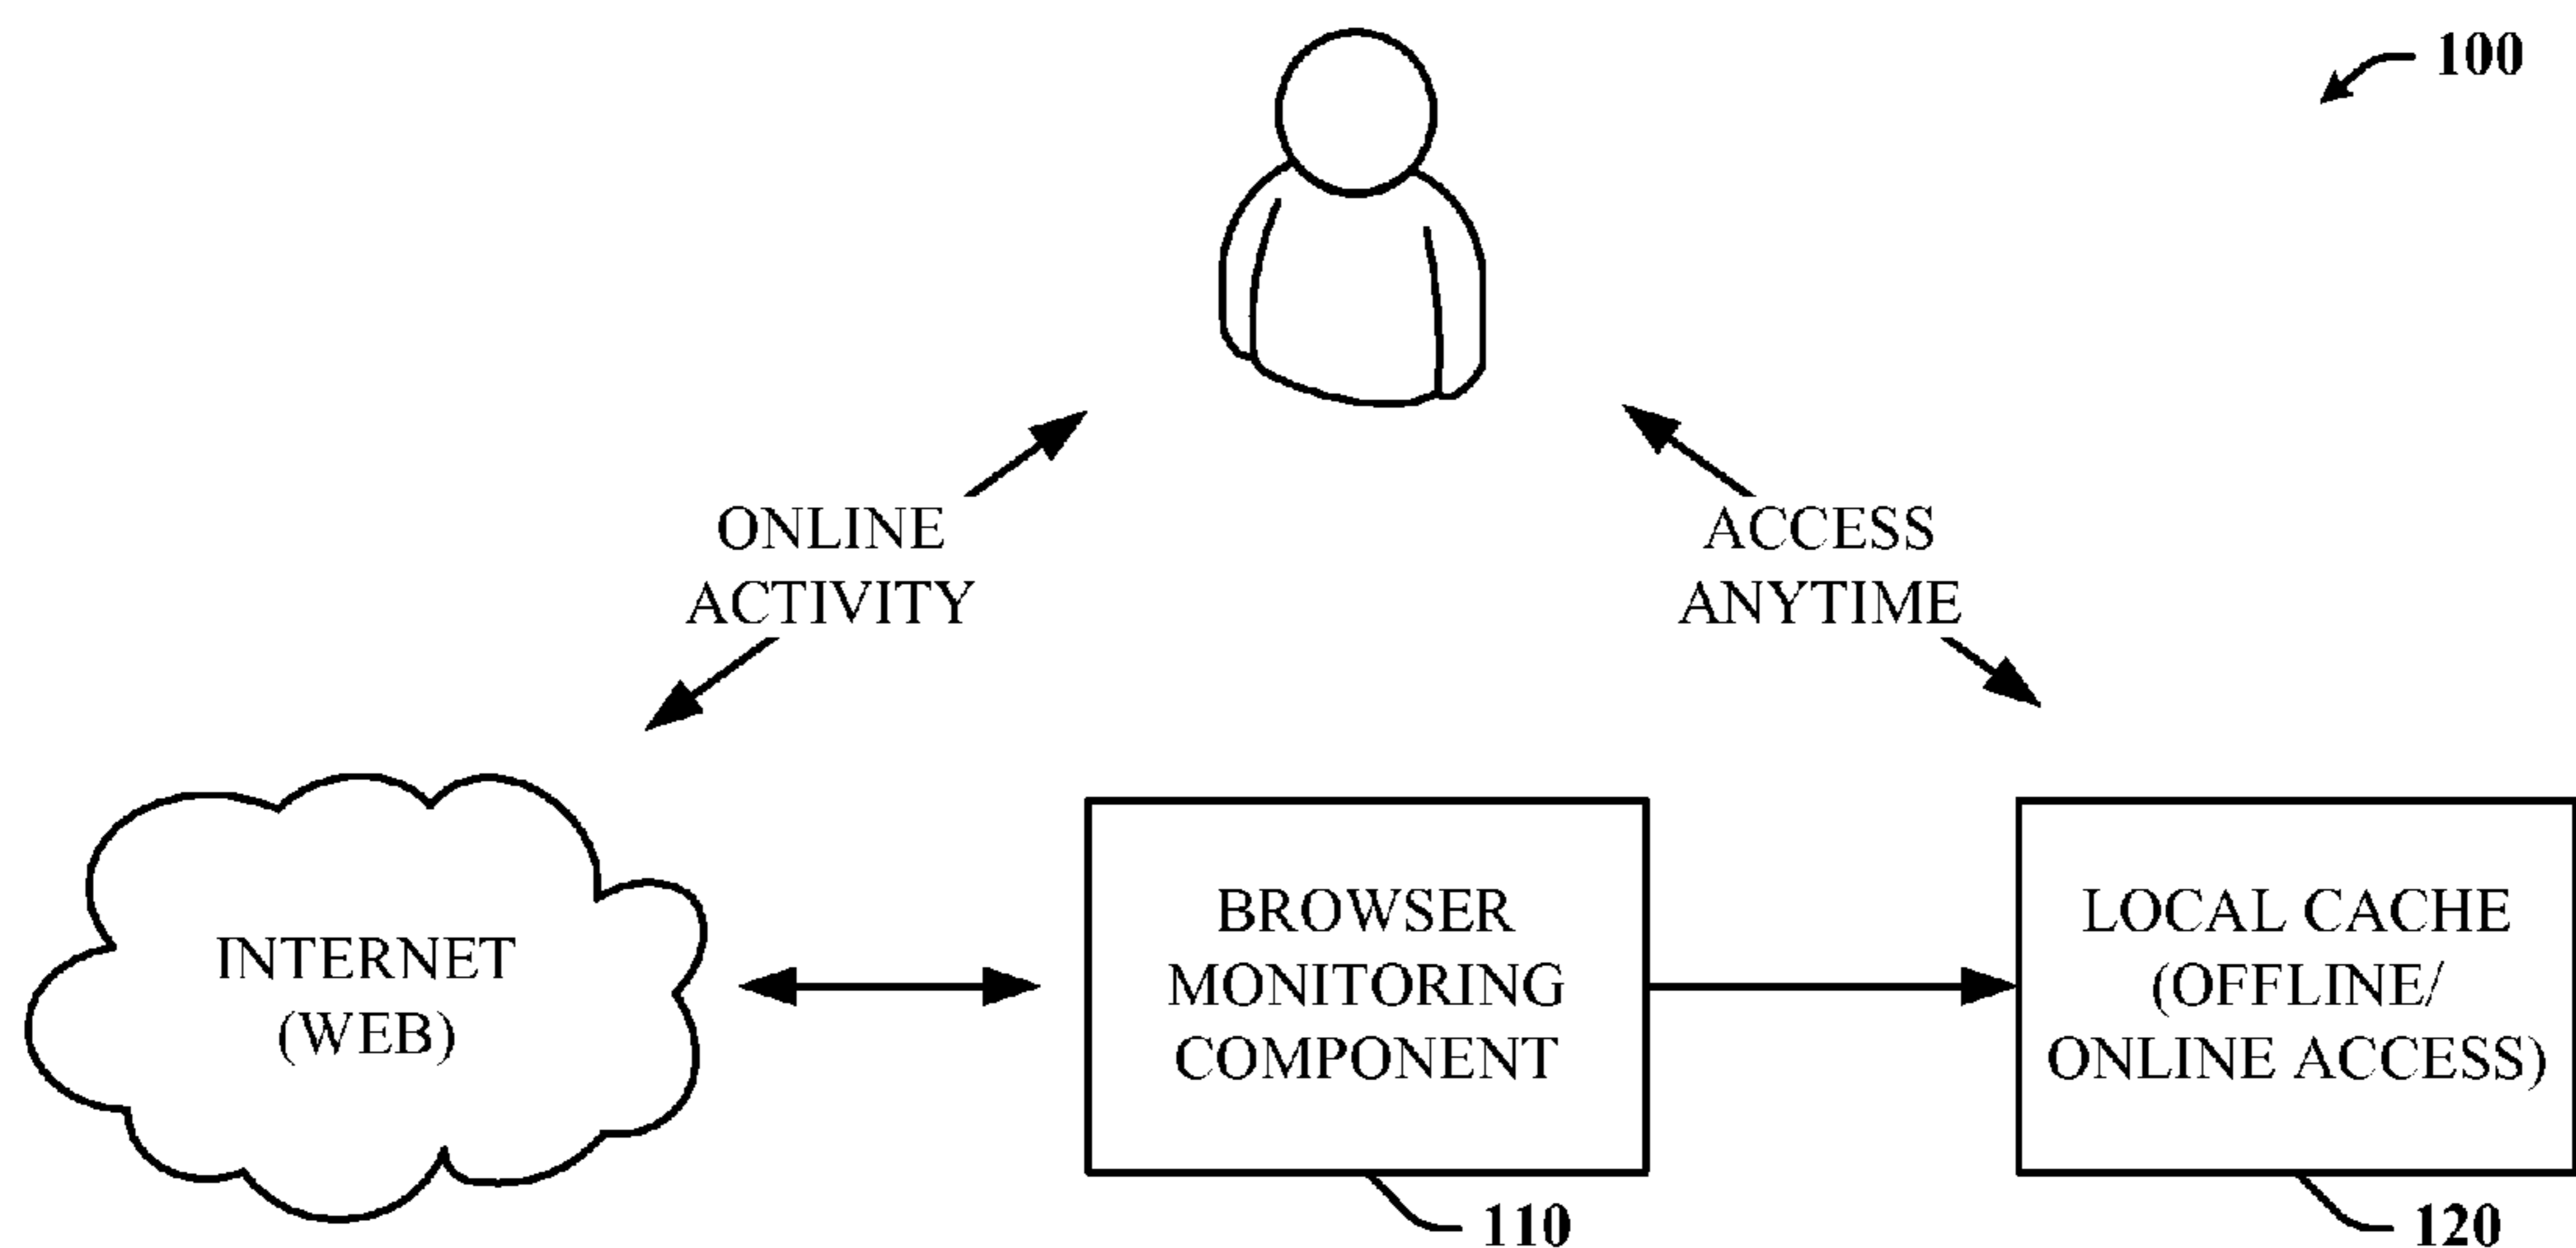 100
ONLINE
ACTIVITY
ACCESS
ANYTIME
INTERNET
(WEB)
BROWSER
MONITORING
COMPONENT
LOCAL CACHE
(OFFLINE/
ONLINE ACCESS)
110
120